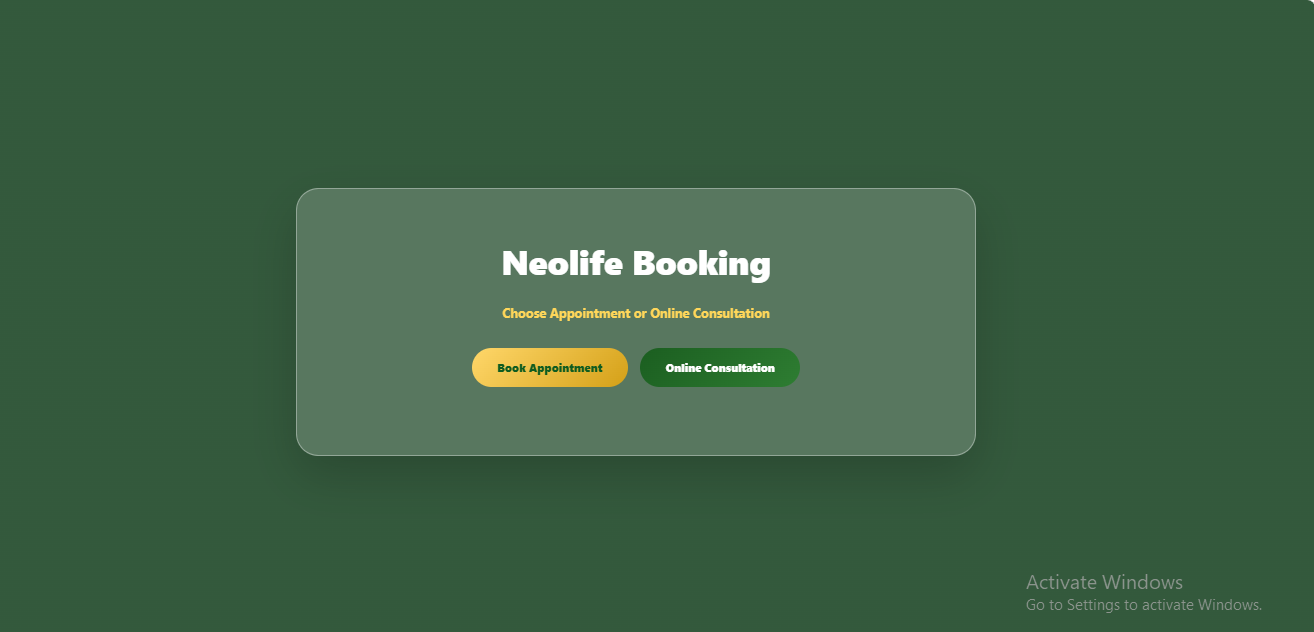 Neolife Booking
Choose Appointment or Online Consultation
Book Appointment
Online Consultation
Activate Windows
Go to Settings to activate Windows.